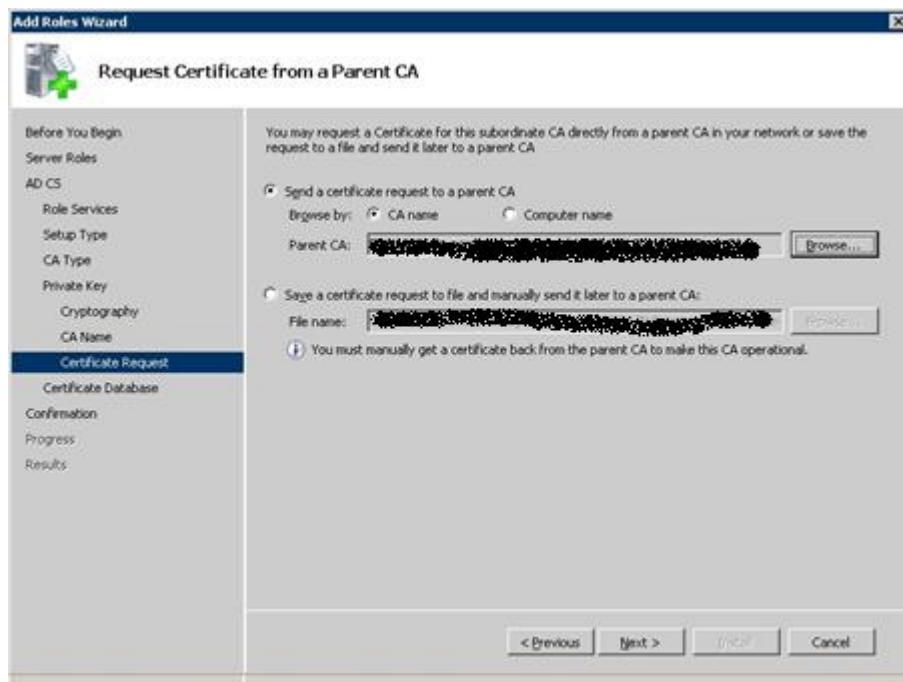 Add Roles Wizard
Request Certificate from a Parent CA
Before You Begin
Server Roles
AD CS
Role Services
Setup Type
CA Type
Private Key
Cryptography
CA Name
Certificate Request
Certificate Database
Confirmation
Progress
Results
You may request a Certificate for this subordinate CA directly from a parent CA in your network or save the
request to a file and send it later to a parent CA
Send a certificate request to a parent CA
Browse by: CA name Computer name
Parent CA: Browse...
Save a certificate request to file and manually send it later to a parent CA:
File name: Browse...
You must manually get a certificate back from the parent CA to make this CA operational.
< Previous Next > Install Cancel